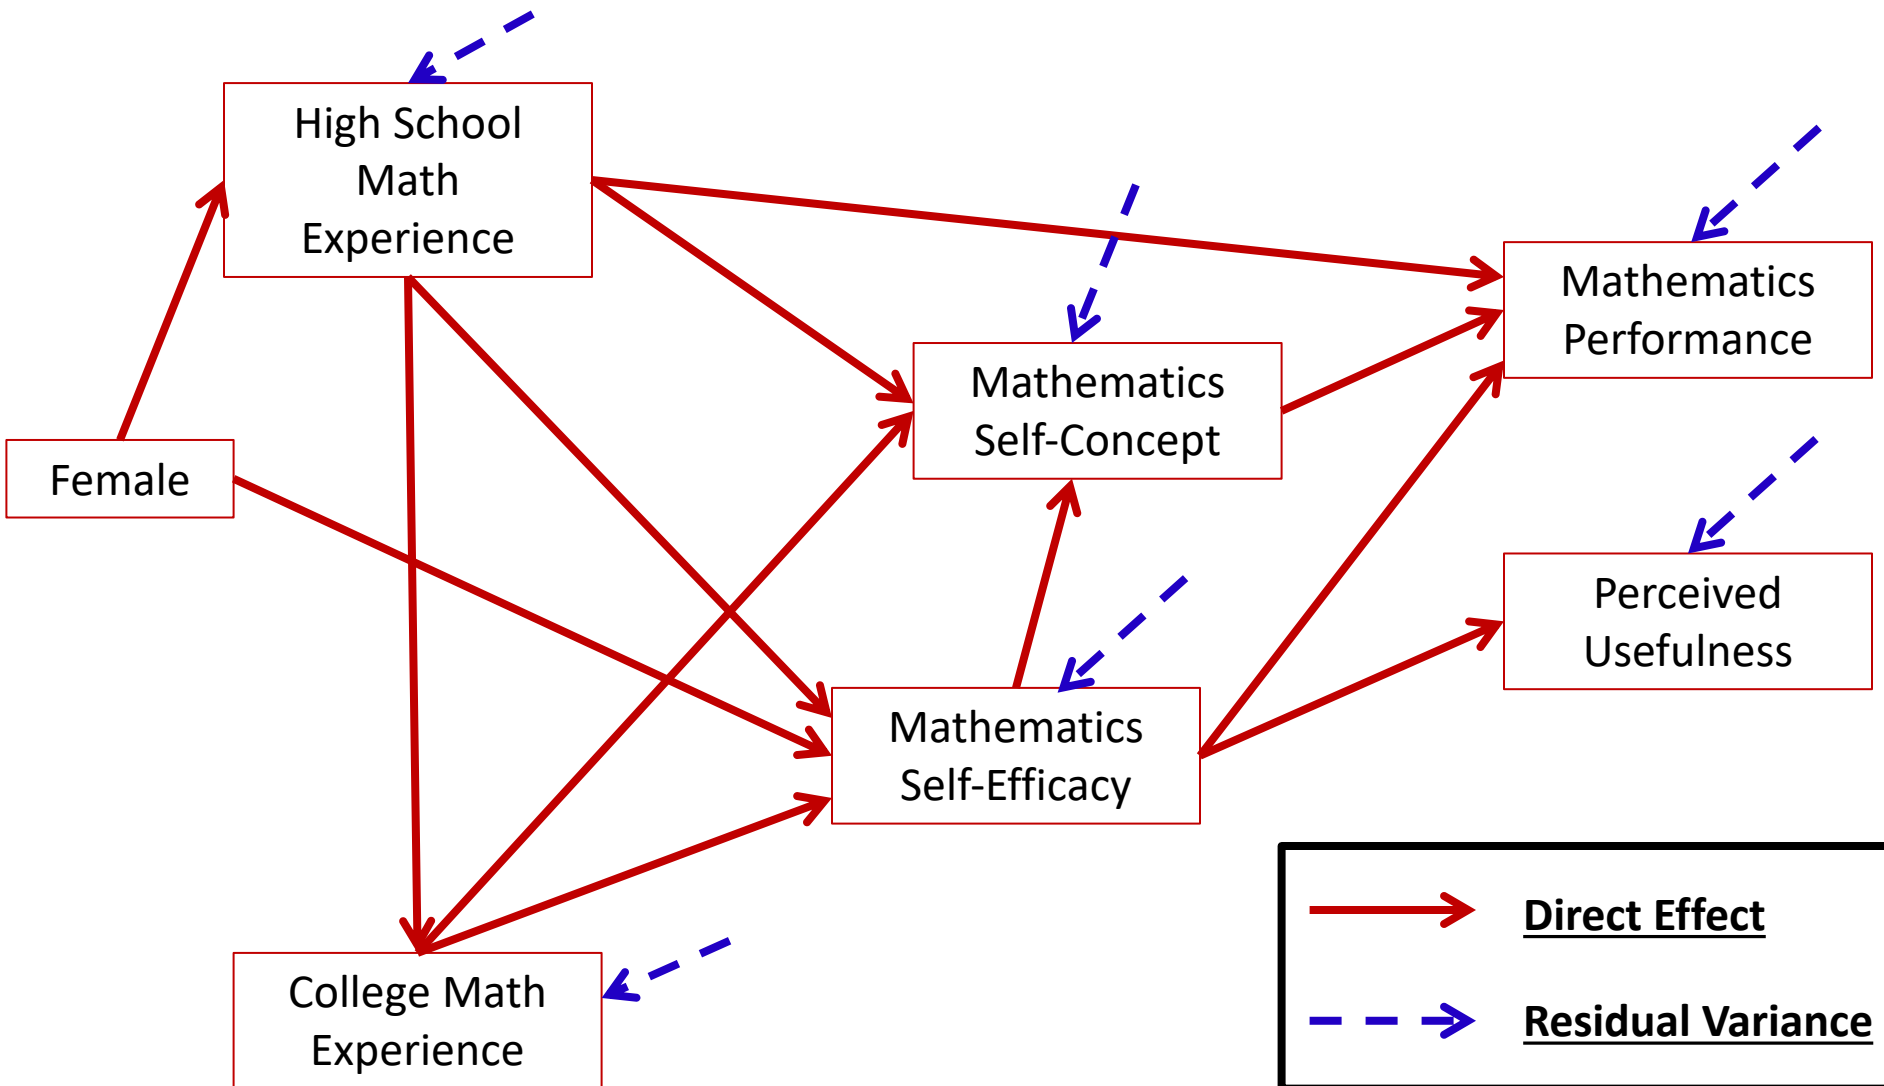 High School
Math
Experience
Mathematics
Performance
Mathematics
Self-Concept
Female
Perceived
Usefulness
Mathematics
Self-Efficacy
College Math
Experience
Direct Effect
Residual Variance